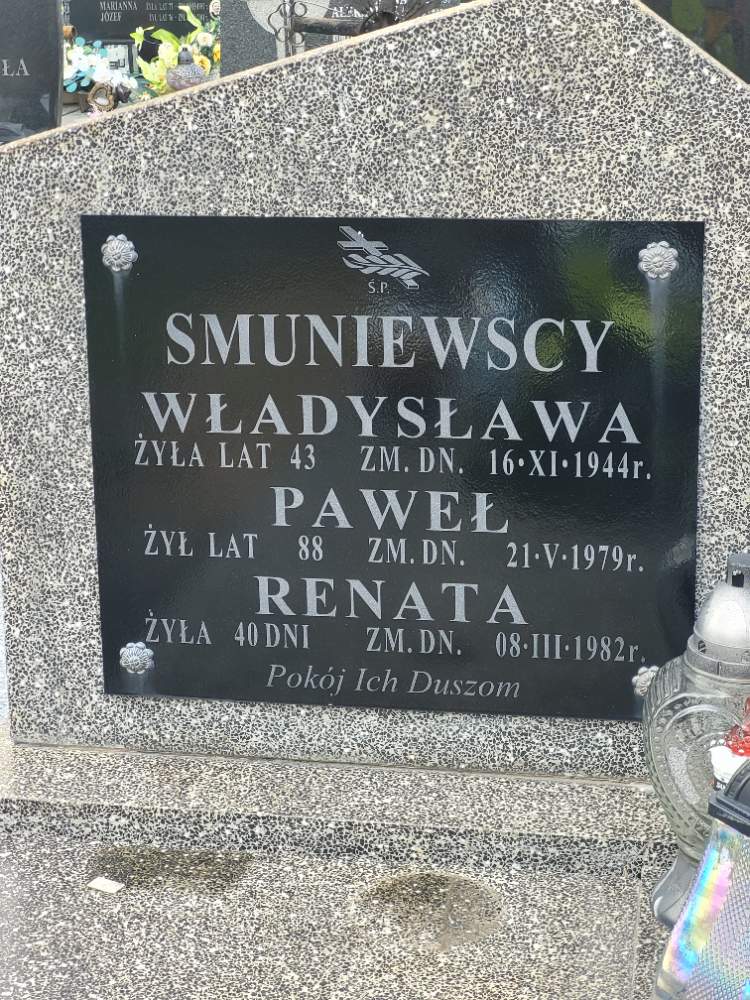 MARIANNA
JÓZEF
ŁA
Ś.P.
SMUNIEWSCY
WŁADYSŁAWA
ŻYŁA LAT 43 ZM. DN. 16·XI·1944r.
PAWEŁ
ŻYŁ LAT 88 ZM. DN. 21·V·1979r.
RENATA
ŻYŁA 40 DNI ZM. DN. 08·III·1982r.
Pokój Ich Duszom